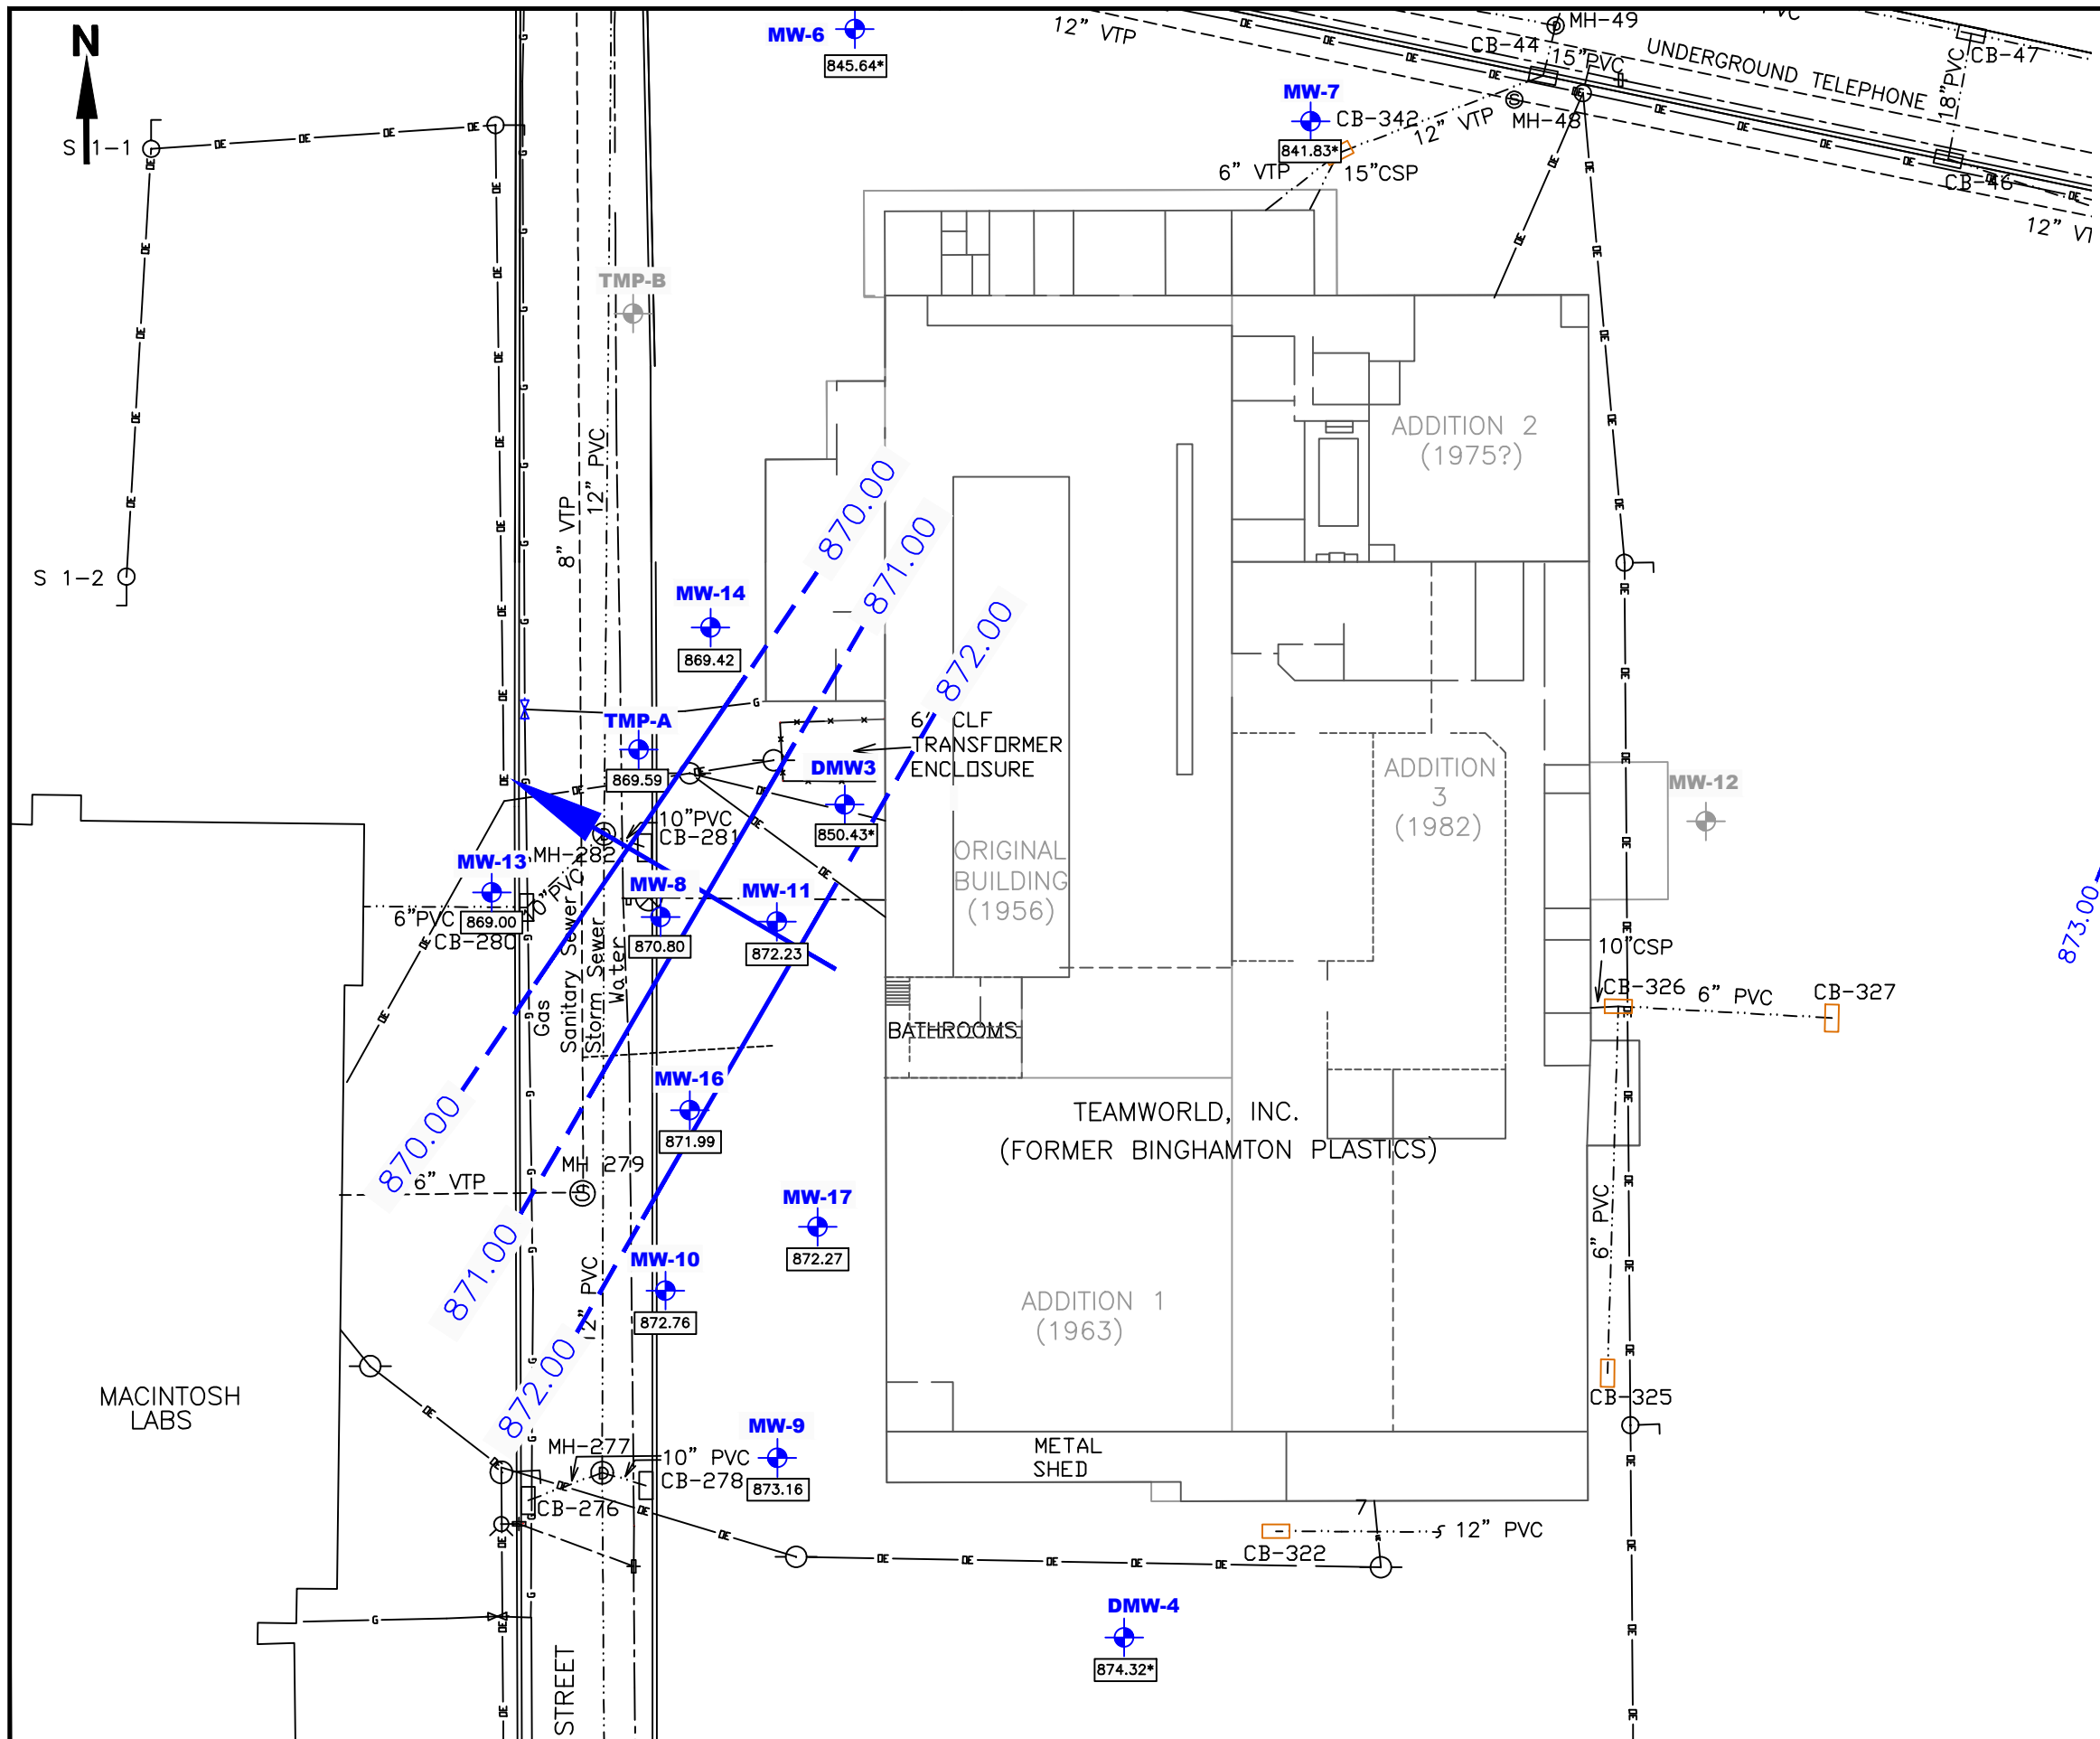 N
MW-6
845.64*
12" VTP
MH-49
CB-44
15"PVC
UNDERGROUND TELEPHONE
CB-47
18"PVC
MW-7
841.83*
CB-342
12" VTP
MH-48
S 1-1
6" VTP
15"CSP
CB-46
TMP-B
ADDITION 2
(1975?)
12" PVC
8" VTP
870.00
871.00
872.00
S 1-2
MW-14
869.42
TMP-A
869.59
6' CLF
TRANSFORMER
ENCLOSURE
DMW3
850.43*
ADDITION
3
(1982)
MW-12
10"PVC
CB-281
MH-282
MW-13
869.00
10"PVC
6"PVC
CB-280
MW-8
870.80
MW-11
872.23
ORIGINAL
BUILDING
(1956)
873.00
Gas
Sanitary Sewer
Storm Sewer
Water
10"CSP
CB-326
6" PVC
CB-327
BATHROOMS
MW-16
871.99
TEAMWORLD, INC.
(FORMER BINGHAMTON PLASTICS)
870.00
6" VTP
MH 279
MW-17
872.27
6" PVC
871.00
MW-10
872.76
12" PVC
ADDITION 1
(1963)
872.00
CB-325
MACINTOSH
LABS
MW-9
873.16
MH-277
10" PVC
CB-278
CB-276
METAL
SHED
7
12" PVC
CB-322
DMW-4
874.32*
STREET